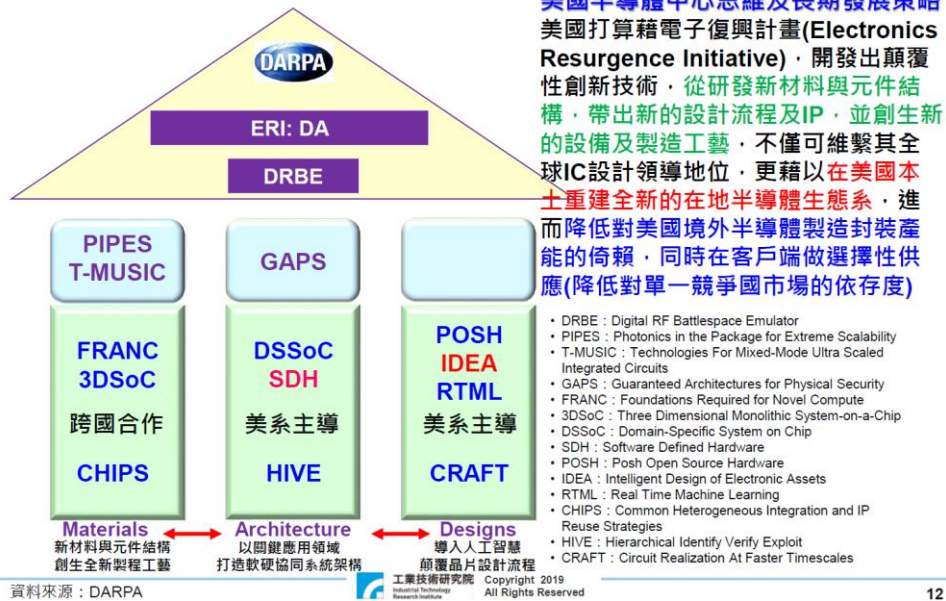 美國半導體中心思維及長期發展策略
美國打算藉電子復興計畫(Electronics
Resurgence Initiative)，開發出顛覆
性創新技術，從研發新材料與元件結
構，帶出新的設計流程及IP，並創生新
的設備及製造工藝，不僅可維繫其全
球IC設計領導地位，更藉以在美國本
土重建全新的在地半導體生態系，進
而降低對美國境外半導體製造封裝產
能的倚賴，同時在客戶端做選擇性供
應(降低對單一競爭國市場的依存度)
DARPA
ERI: DA
DRBE
PIPES
T-MUSIC
GAPS
FRANC
3DSoC
跨國合作
CHIPS
DSSoC
SDH
美系主導
HIVE
POSH
IDEA
RTML
美系主導
CRAFT
Materials
新材料與元件結構
創生全新製程工藝
Architecture
以關鍵應用領域
打造軟硬協同系統架構
Designs
導入人工智慧
顛覆晶片設計流程
• DRBE：Digital RF Battlespace Emulator
• PIPES：Photonics in the Package for Extreme Scalability
• T-MUSIC：Technologies For Mixed-Mode Ultra Scaled
Integrated Circuits
• GAPS：Guaranteed Architectures for Physical Security
• FRANC：Foundations Required for Novel Compute
• 3DSoC：Three Dimensional Monolithic System-on-a-Chip
• DSSoC：Domain-Specific System on Chip
• SDH：Software Defined Hardware
• POSH：Posh Open Source Hardware
• IDEA：Intelligent Design of Electronic Assets
• RTML：Real Time Machine Learning
• CHIPS：Common Heterogeneous Integration and IP
Reuse Strategies
• HIVE：Hierarchical Identify Verify Exploit
• CRAFT：Circuit Realization At Faster Timescales
資料來源：DARPA
工業技術研究院
Industrial Technology
Research Institute
Copyright 2019
All Rights Reserved
12